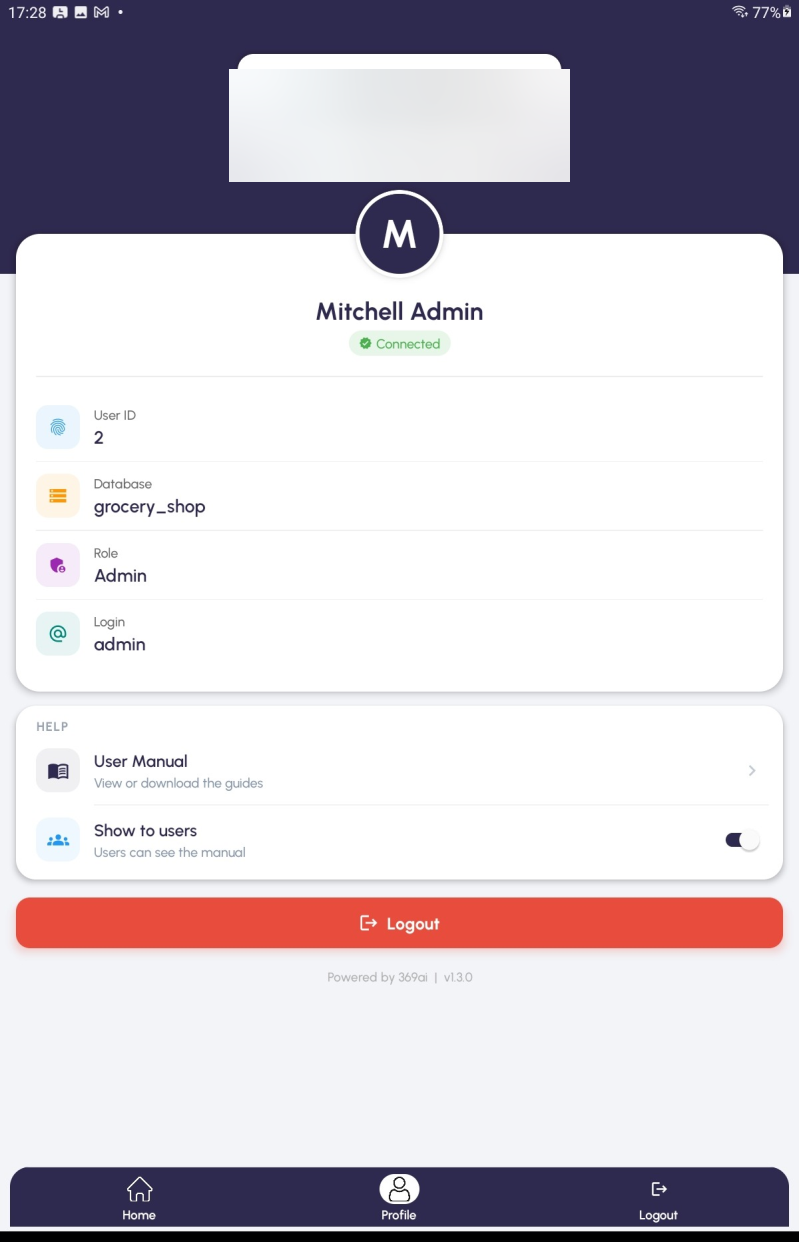 17:28
77%
M
Mitchell Admin
Connected
User ID
2
Database
grocery_shop
Role
Admin
Login
admin
HELP
User Manual
View or download the guides
Show to users
Users can see the manual
Logout
Powered by 369ai | v1.3.0
Home
Profile
Logout